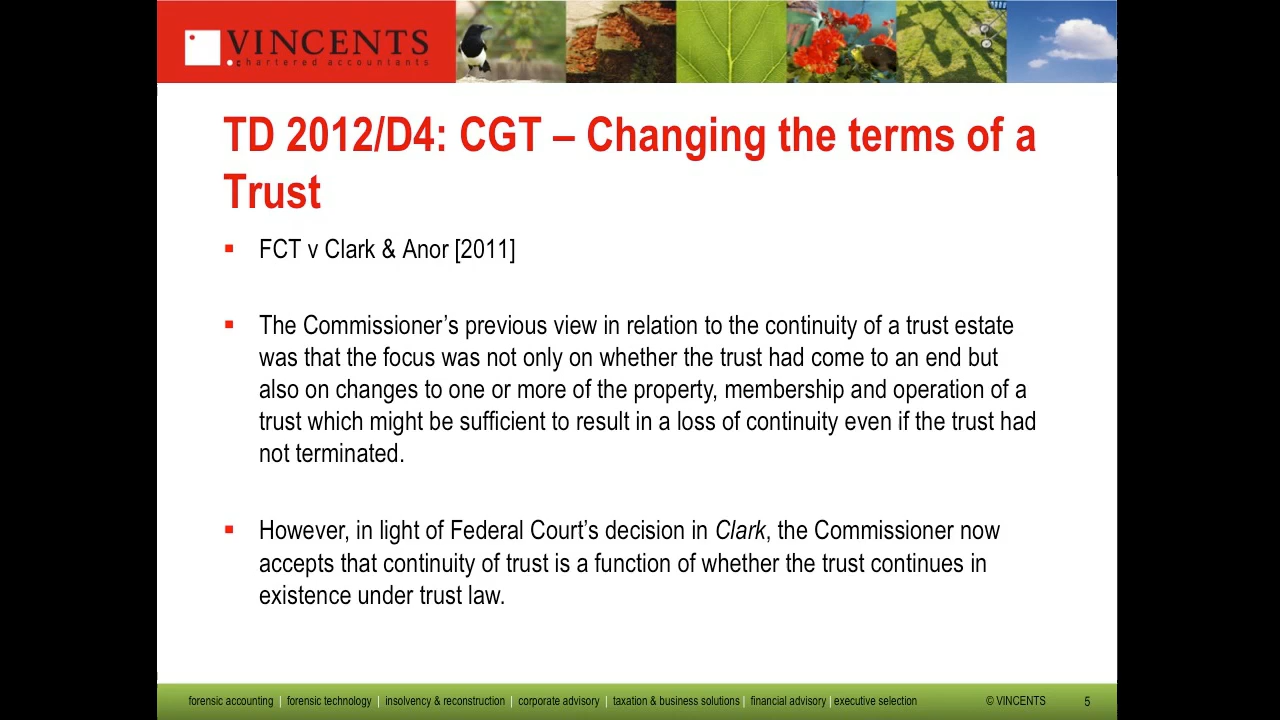 VINCENTS
chartered accountants
TD 2012/D4: CGT – Changing the terms of a
Trust
▪ FCT v Clark & Anor [2011]
▪ The Commissioner’s previous view in relation to the continuity of a trust estate
was that the focus was not only on whether the trust had come to an end but
also on changes to one or more of the property, membership and operation of a
trust which might be sufficient to result in a loss of continuity even if the trust had
not terminated.
▪ However, in light of Federal Court’s decision in Clark, the Commissioner now
accepts that continuity of trust is a function of whether the trust continues in
existence under trust law.
forensic accounting | forensic technology | insolvency & reconstruction | corporate advisory | taxation & business solutions | financial advisory | executive selection © VINCENTS 5